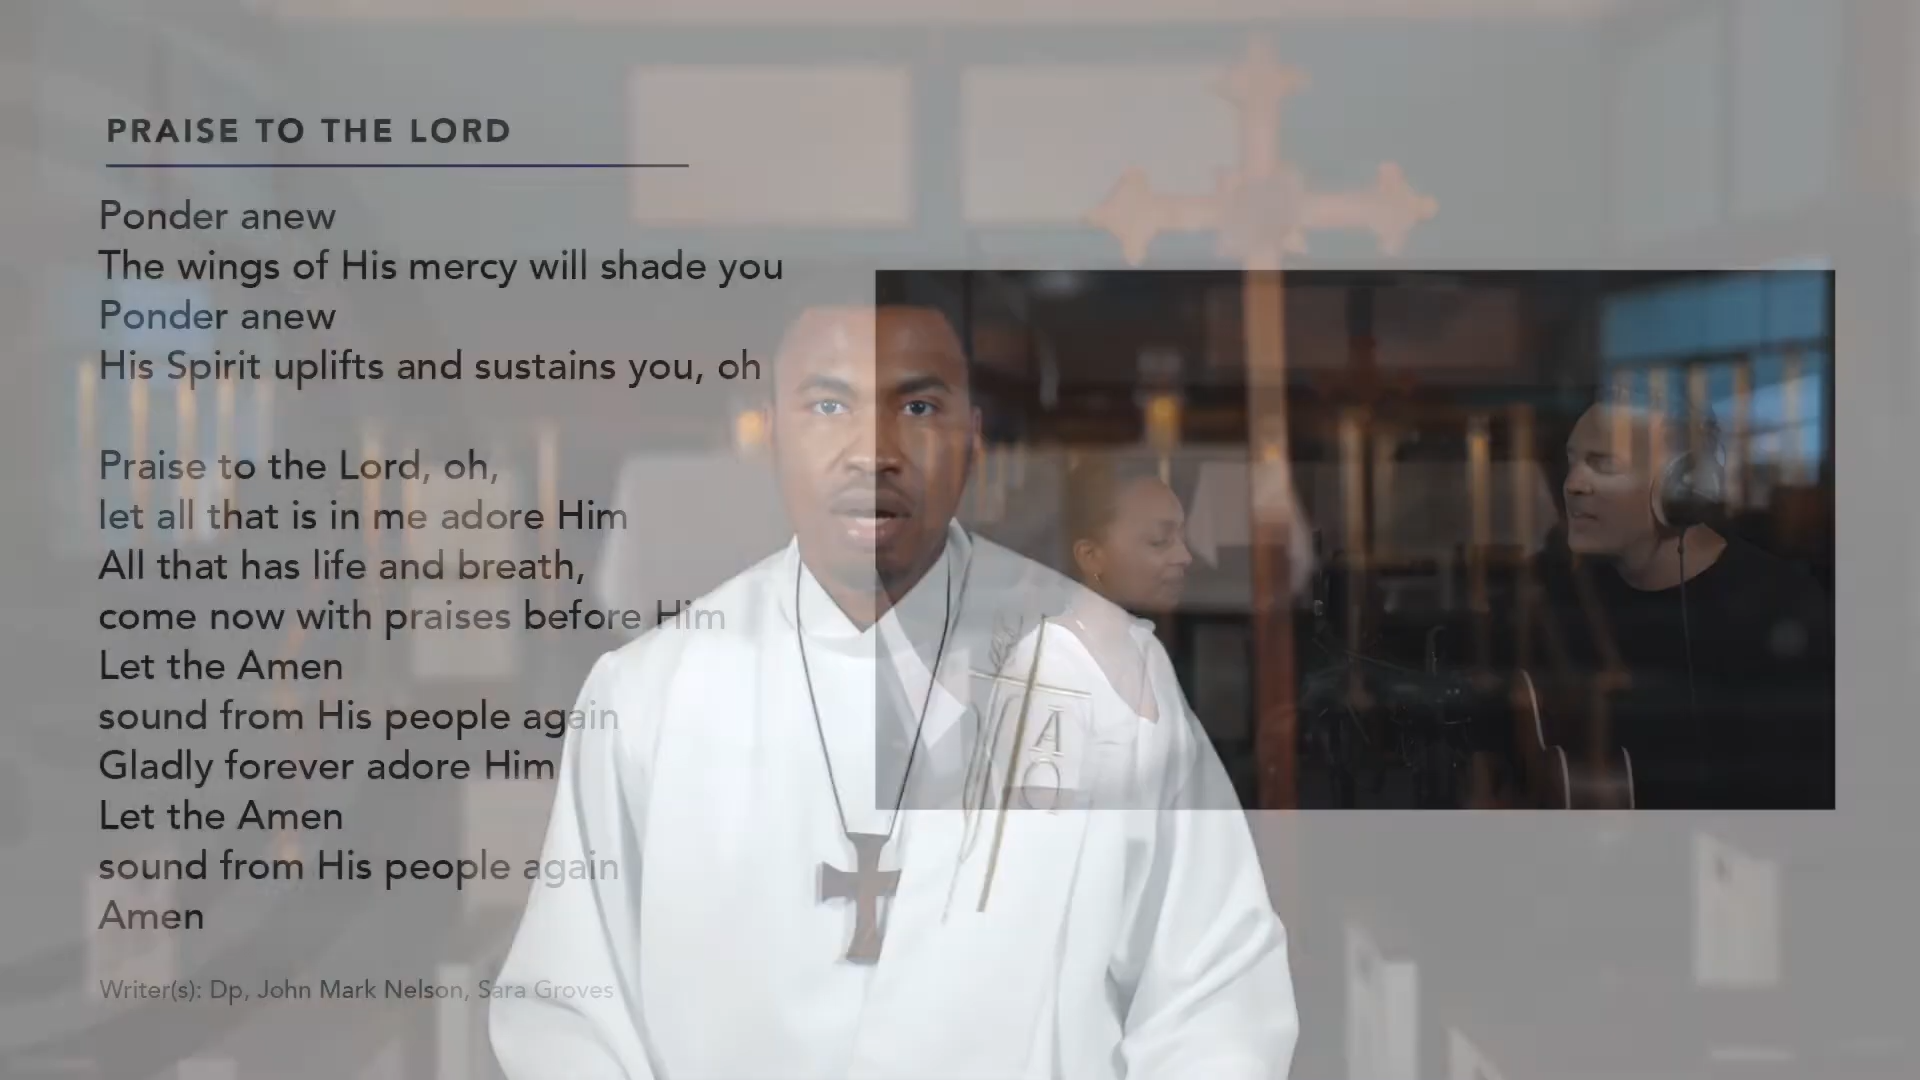 PRAISE TO THE LORD
Ponder anew
The wings of His mercy will shade you
Ponder anew
His Spirit uplifts and sustains you, oh
Praise to the Lord, oh,
let all that is in me adore Him
All that has life and breath,
come now with praises before Him
Let the Amen
sound from His people again
Gladly forever adore Him
Let the Amen
sound from His people again
Amen
Writer(s): Dp, John Mark Nelson, Sara Groves
A
Ω